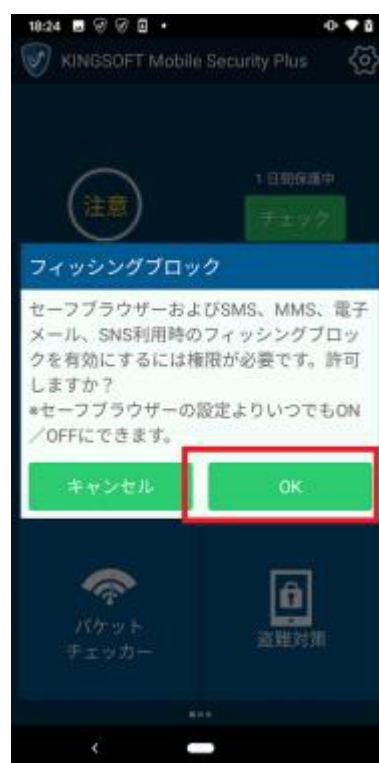 18:24
KINGSOFT Mobile Security Plus
1 日間保護中
注意
チェック
フィッシングブロック
セーフブラウザーおよびSMS、MMS、電子
メール、SNS利用時のフィッシングブロッ
クを有効にするには権限が必要です。許可
しますか？
*セーフブラウザーの設定よりいつでもON
／OFFにできます。
キャンセル
OK
パケット
チェッカー
盗難対策